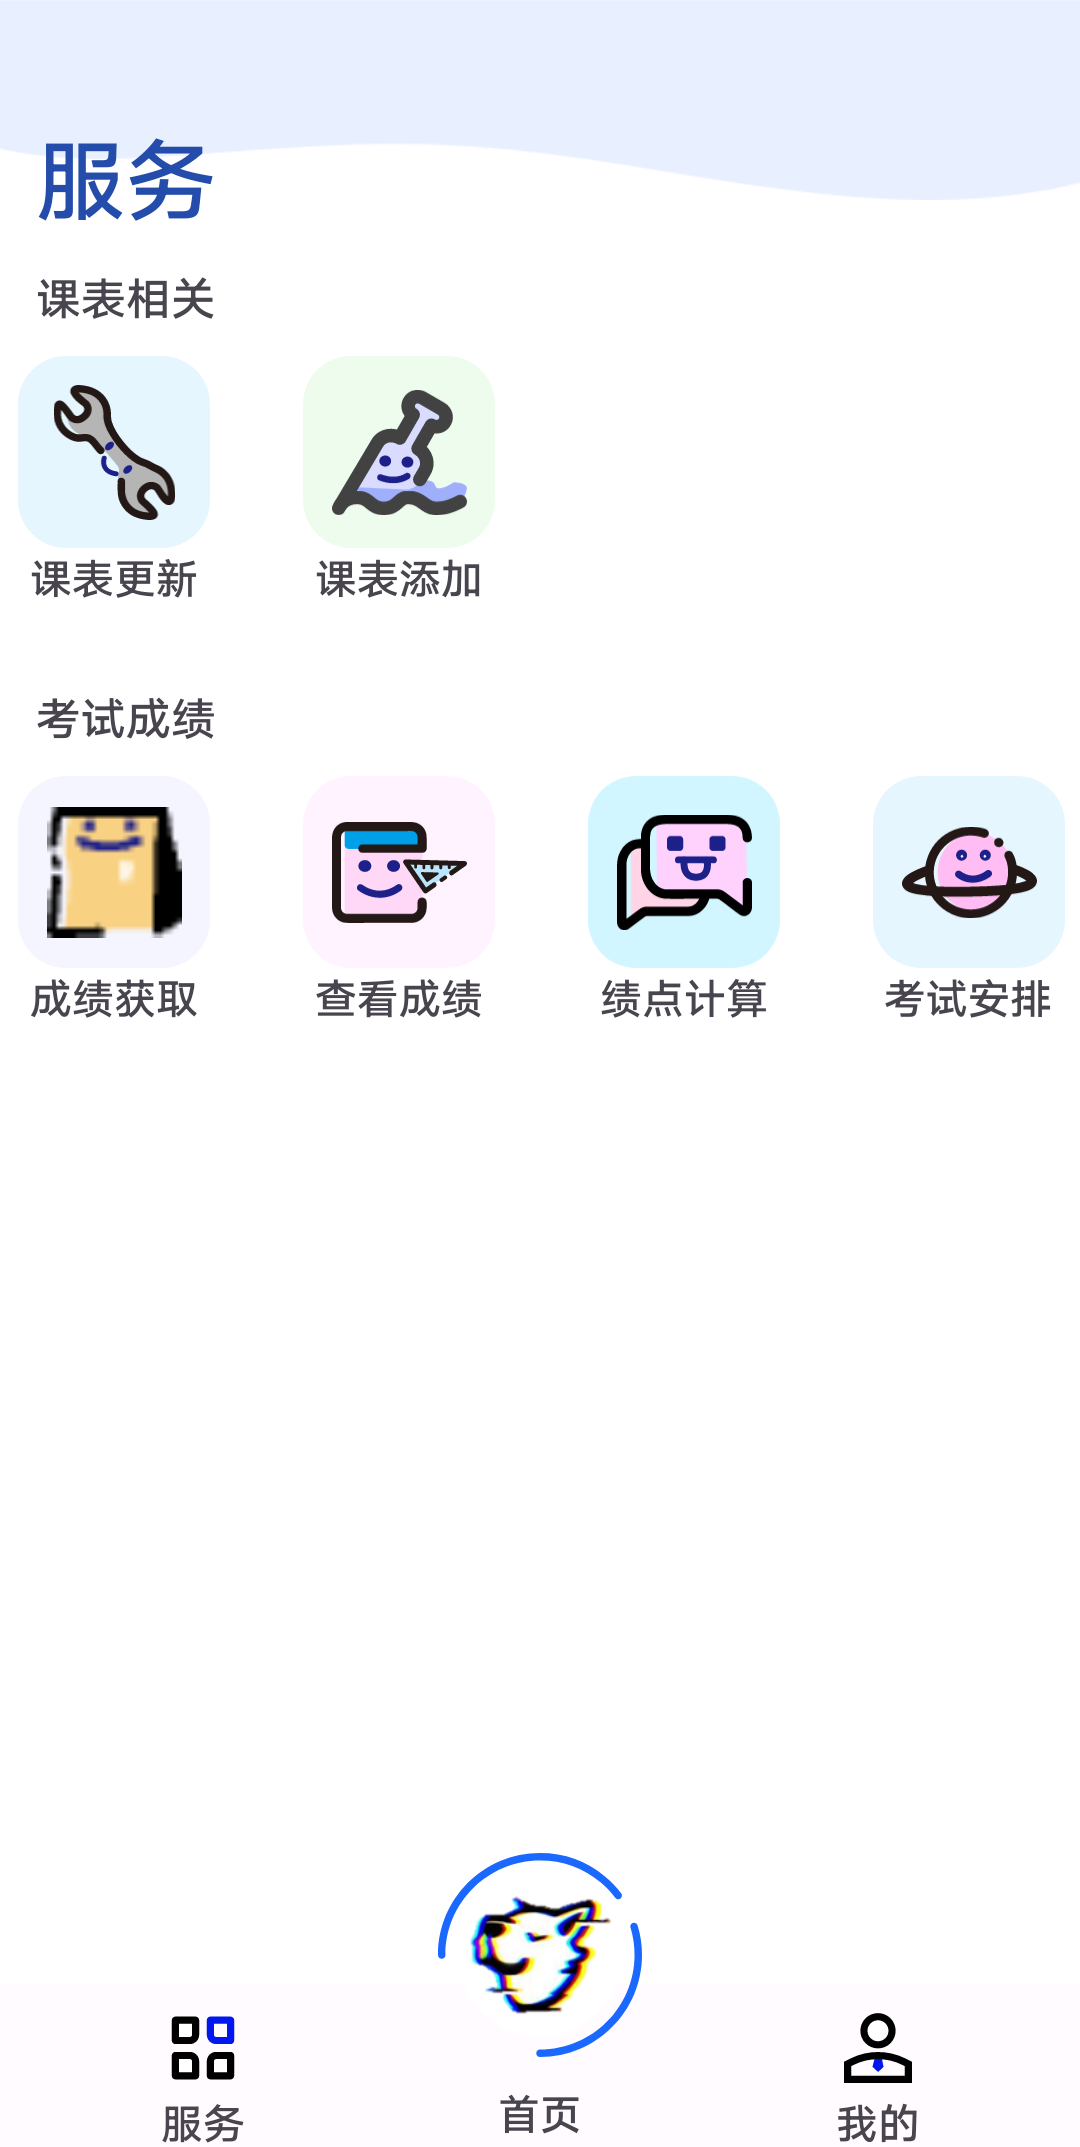 服务
课表相关
课表更新 课表添加
考试成绩
成绩获取 查看成绩 绩点计算 考试安排
服务 首页 我的